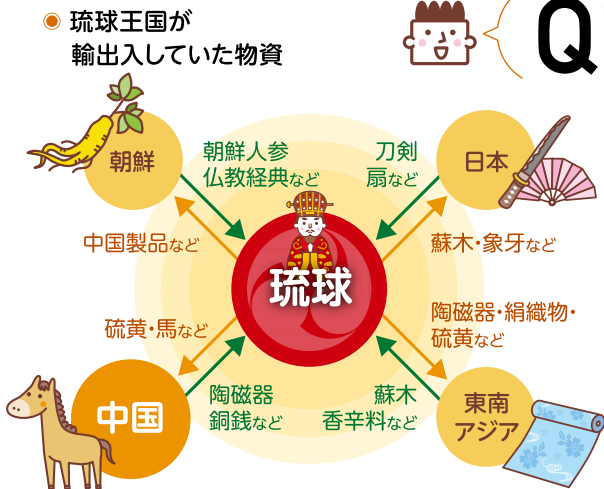 琉球王国が
輸出入していた物資
Q
朝鮮
朝鮮人参
仏教経典など
刀剣
扇など
日本
中国製品など
蘇木・象牙など
琉球
硫黄・馬など
陶磁器・絹織物・
硫黄など
中国
陶磁器
銅銭など
蘇木
香辛料など
東南
アジア